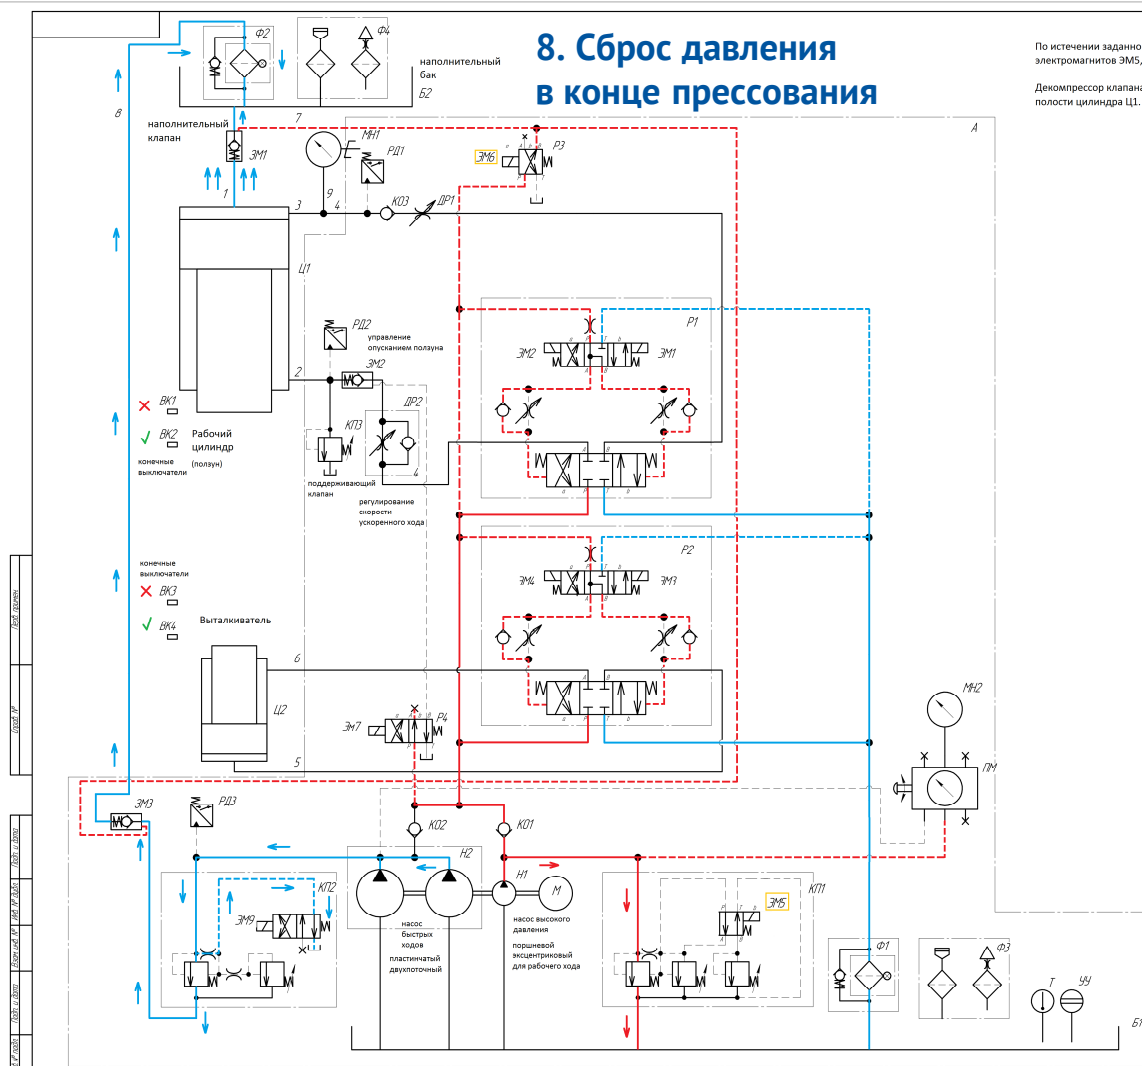 8. Сброс давления
в конце прессования
По истечении заданно
электромагнитов ЭМ5,
Декомпрессор клапана
полости цилиндра Ц1.
Ф2
Ф4
наполнительный
бак
Б2
8
7
наполнительный
клапан
ЗМ1
МН1
РД1
ЭМ6
Р3
А
1
3
9
4
КО3
ДР1
Ц1
РД2
управление
опусканием ползуна
ЗМ2
2
Р1
ЭМ2
ЭМ1
ВК1
ВК2
Рабочий
цилиндр
(ползун)
конечные
выключатели
КП3
ДР2
4
поддерживающий
клапан
регулирование
скорости
ускоренного хода
Р2
ЭМ4
ЭМ3
конечные
выключатели
ВК3
ВК4
Выталкиватель
6
Ц2
5
Эм7
Р4
МН2
ПМ
ЗМ3
РД3
КО2
КО1
Н2
Н1
М
КП2
ЭМ9
насос
быстрых
ходов
пластинчатый
двухпоточный
насос высокого
давления
поршневой
эксцентриковый
для рабочего хода
КП1
ЭМ5
Ф1
Ф3
Т
УУ
Б1